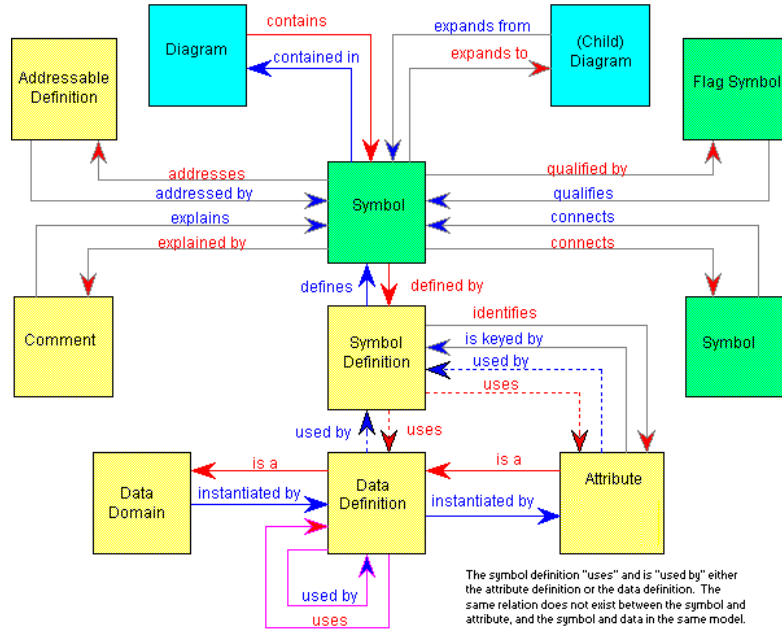 contains
expands from
Diagram
(Child)
Diagram
contained in
expands to
Addressable
Definition
Flag Symbol
addresses
qualified by
addressed by
qualifies
Symbol
explains
connects
explained by
connects
defines
defined by
identifies
Comment
Symbol
Definition
is keyed by
Symbol
used by
uses
used by
uses
is a
is a
Data
Domain
instantiated by
Data
Definition
instantiated by
Attribute
used by
uses
The symbol definition "uses" and is "used by" either
the attribute definition or the data definition. The
same relation does not exist between the symbol and
attribute, and the symbol and data in the same model.